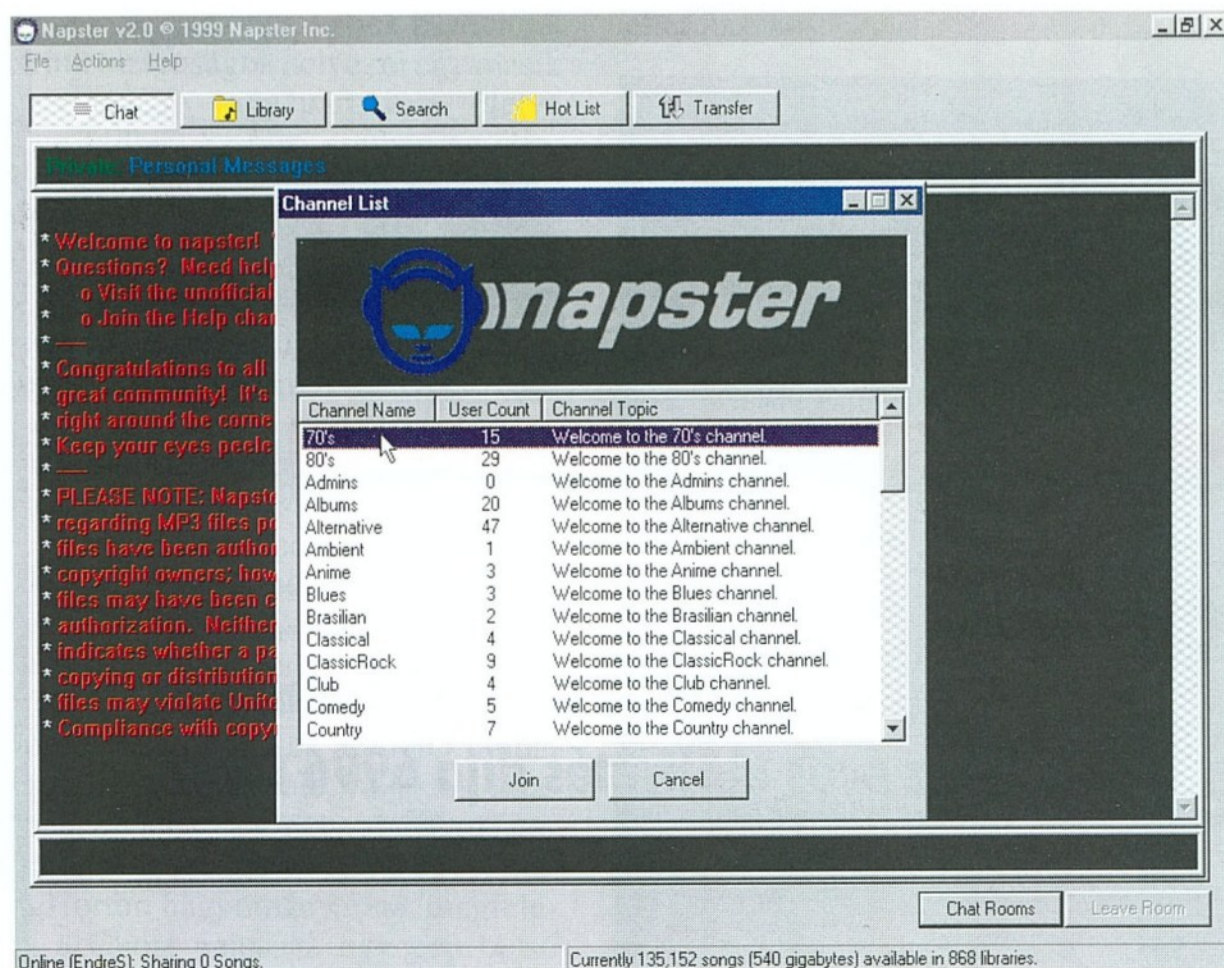 Napster v2.0 © 1999 Napster Inc.
File Actions Help
Chat Library Search Hot List Transfer
Private: Personal Messages
Channel List
* Welcome to napster!
* Questions? Need help
* o Visit the unofficial
* o Join the Help
*
* Congratulations to all
* great community! It's
* right around the
* Keep your eyes
*
* PLEASE NOTE:
* regarding MP3 files
* files have been
* copyright owners;
* files may have been
* authorization. Neither
* indicates whether a
* copying or distribution
* files may violate
* Compliance with
napster
Channel Name User Count Channel Topic
70's 15 Welcome to the 70's channel.
80's 29 Welcome to the 80's channel.
Admins 0 Welcome to the Admins channel.
Albums 20 Welcome to the Albums channel.
Alternative 47 Welcome to the Alternative channel.
Ambient 1 Welcome to the Ambient channel.
Anime 3 Welcome to the Anime channel.
Blues 3 Welcome to the Blues channel.
Brasilian 2 Welcome to the Brasilian channel.
Classical 4 Welcome to the Classical channel.
ClassicRock 9 Welcome to the ClassicRock channel.
Club 4 Welcome to the Club channel.
Comedy 5 Welcome to the Comedy channel.
Country 7 Welcome to the Country channel.
Join Cancel
Chat Rooms Leave Room
Online (EndreS): Sharing 0 Songs. Currently 135,152 songs (540 gigabytes) available in 868 libraries.